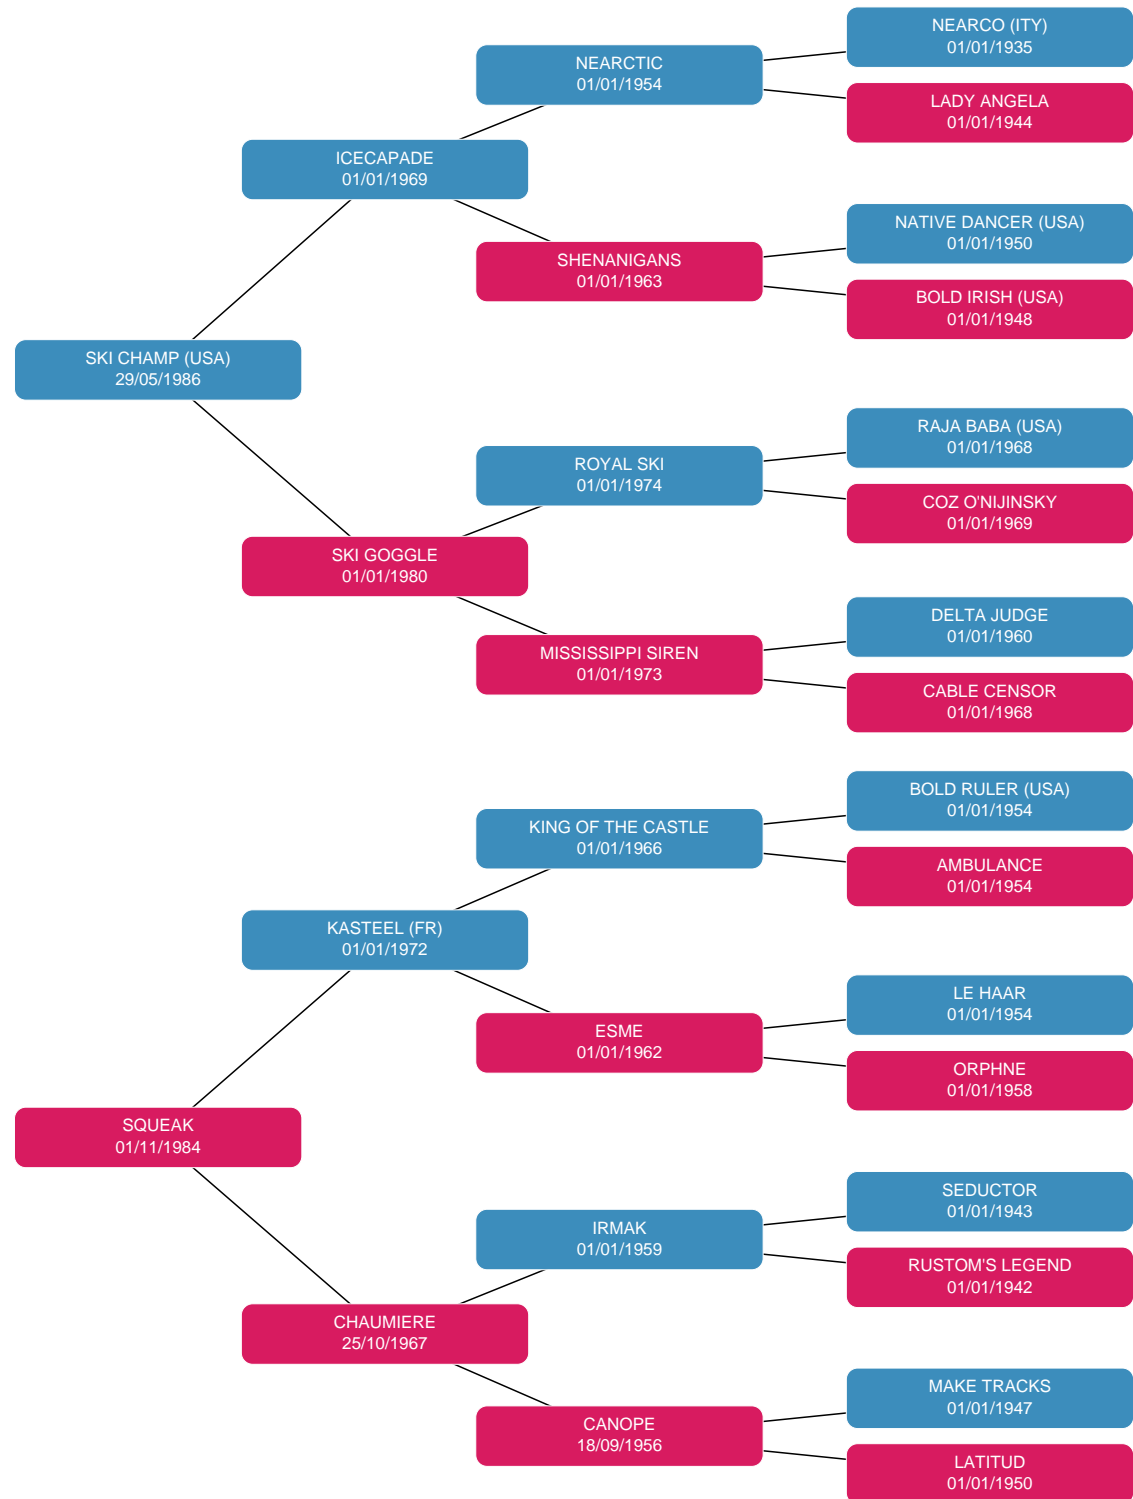 NEARCO (ITY)
01/01/1935
NEARCTIC
01/01/1954
LADY ANGELA
01/01/1944
ICECAPADE
01/01/1969
NATIVE DANCER (USA)
01/01/1950
SHENANIGANS
01/01/1963
BOLD IRISH (USA)
01/01/1948
SKI CHAMP (USA)
29/05/1986
RAJA BABA (USA)
01/01/1968
ROYAL SKI
01/01/1974
COZ O'NIJINSKY
01/01/1969
SKI GOGGLE
01/01/1980
DELTA JUDGE
01/01/1960
MISSISSIPPI SIREN
01/01/1973
CABLE CENSOR
01/01/1968
BOLD RULER (USA)
01/01/1954
KING OF THE CASTLE
01/01/1966
AMBULANCE
01/01/1954
KASTEEL (FR)
01/01/1972
LE HAAR
01/01/1954
ESME
01/01/1962
ORPHNE
01/01/1958
SQUEAK
01/11/1984
SEDUCTOR
01/01/1943
IRMAK
01/01/1959
RUSTOM'S LEGEND
01/01/1942
CHAUMIERE
25/10/1967
MAKE TRACKS
01/01/1947
CANOPE
18/09/1956
LATITUD
01/01/1950